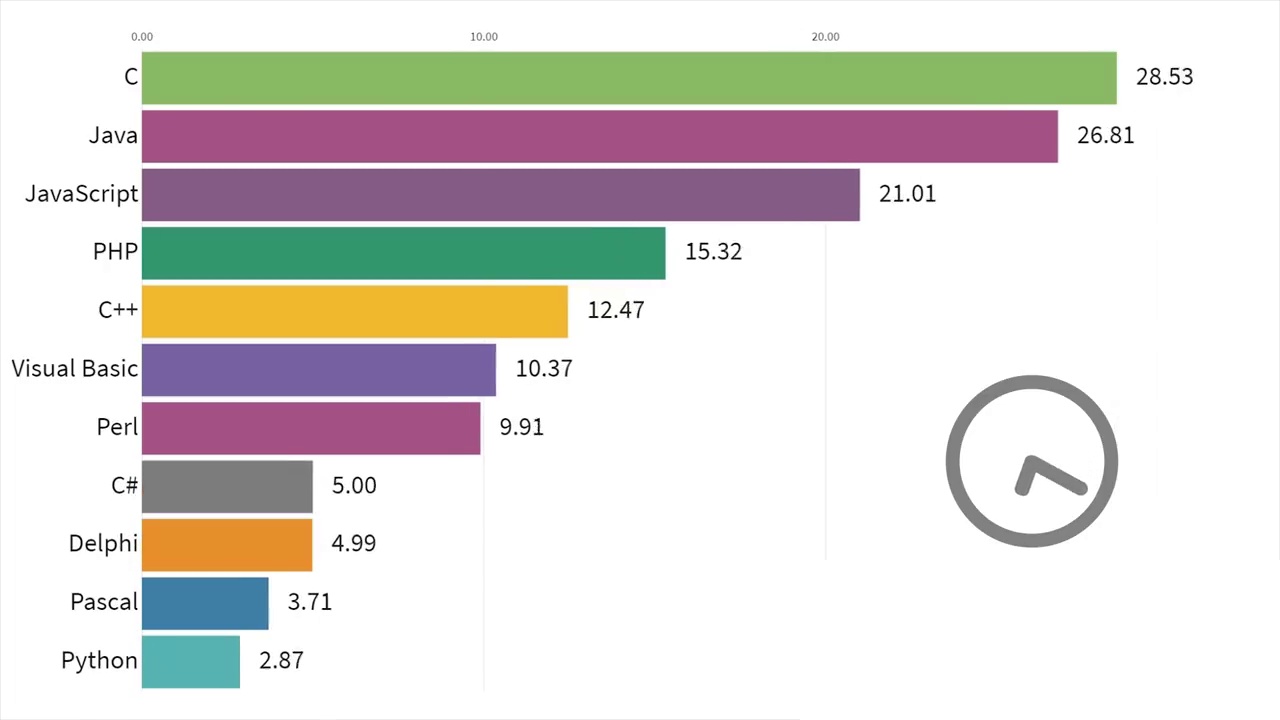 0.00 10.00 20.00
C 28.53
Java 26.81
JavaScript 21.01
PHP 15.32
C++ 12.47
Visual Basic 10.37
Perl 9.91
C# 5.00
Delphi 4.99
Pascal 3.71
Python 2.87